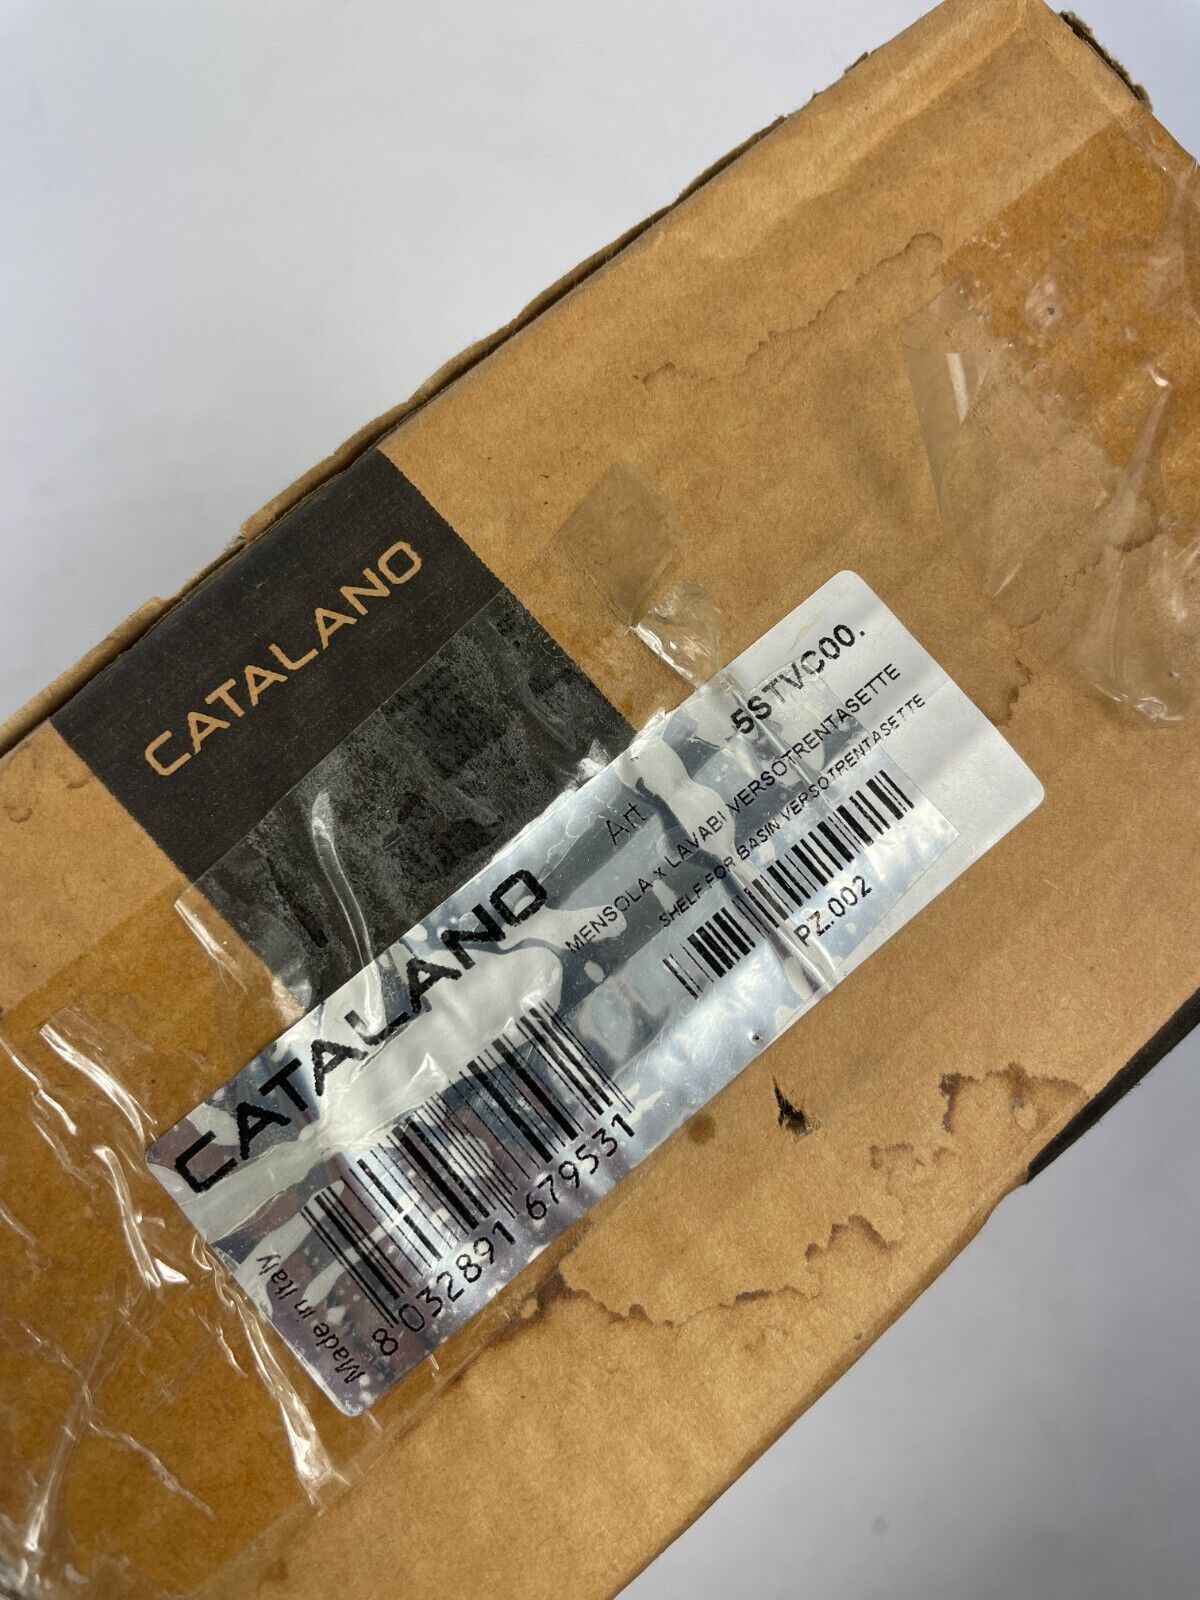 CATALANO
CATALANO
Art
5STVC00.
MENSOLA x LAVABI VERSOTRENTASETTE
SHELF FOR BASIN VERSOTRENTASETTE
PZ.002
8 032891 679531
Made in Italy